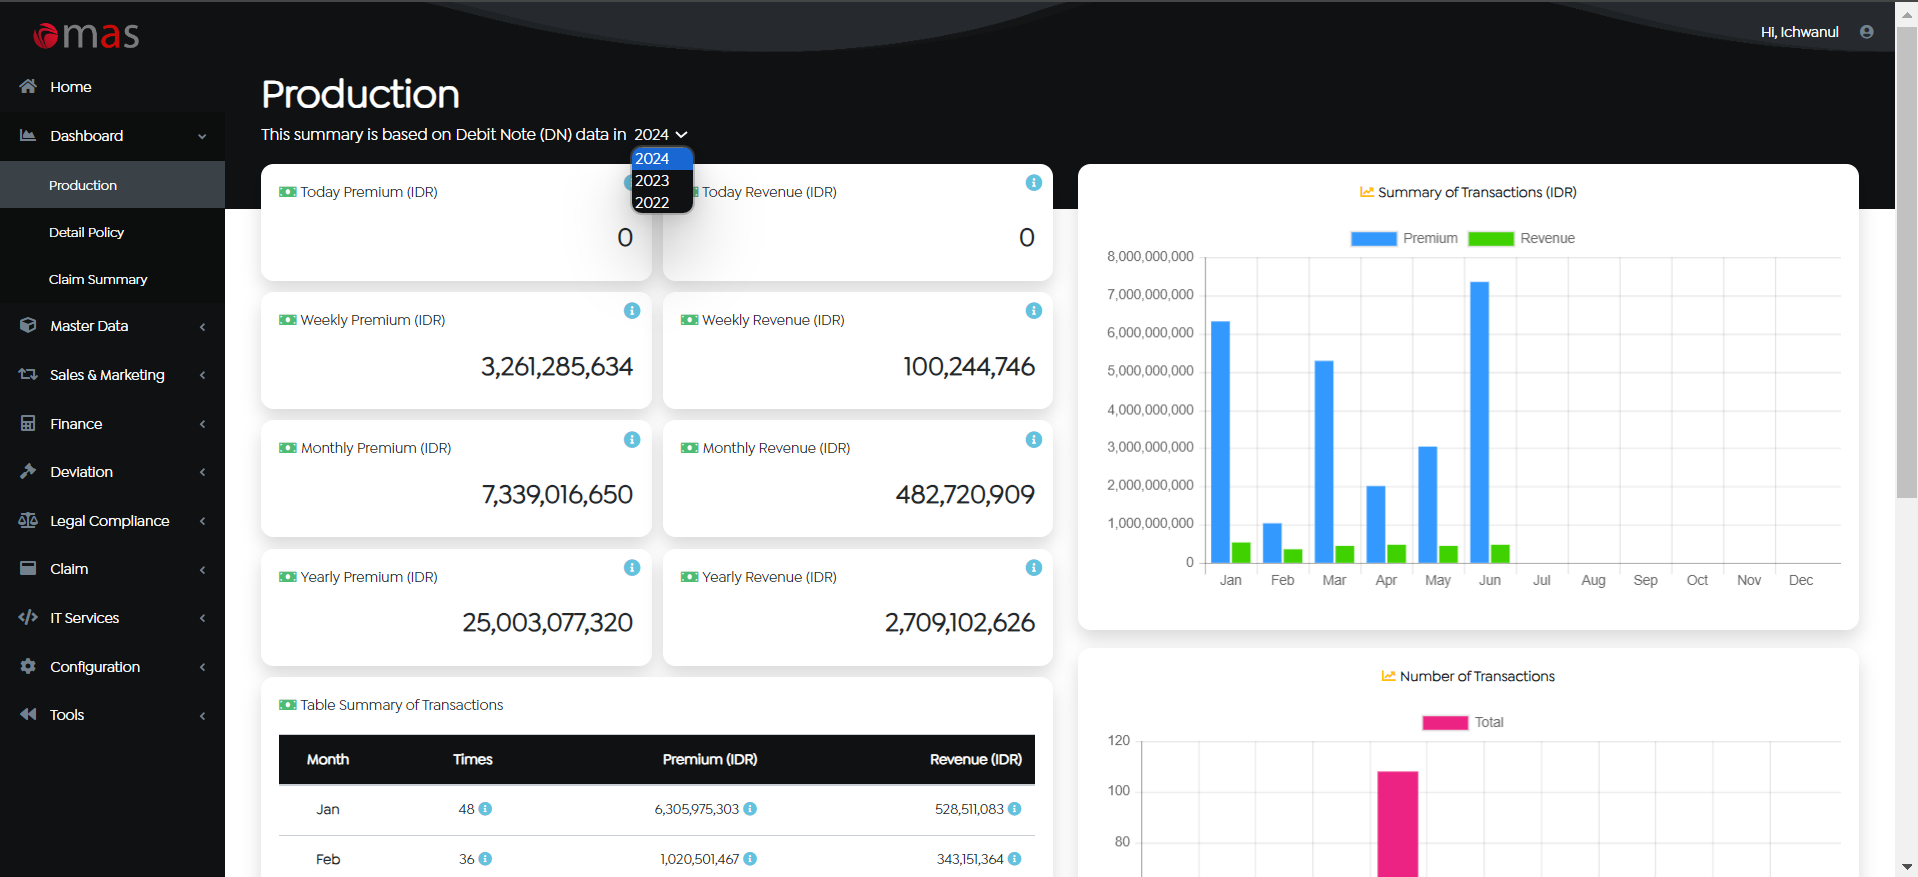 mas
Hi, Ichwanul
Home
Dashboard
Production
Detail Policy
Claim Summary
Master Data
Sales & Marketing
Finance
Deviation
Legal Compliance
Claim
IT Services
Configuration
Tools
Production
This summary is based on Debit Note (DN) data in 2024
2024
2023
2022
Today Premium (IDR)
0
Today Revenue (IDR)
0
Weekly Premium (IDR)
3,261,285,634
Weekly Revenue (IDR)
100,244,746
Monthly Premium (IDR)
7,339,016,650
Monthly Revenue (IDR)
482,720,909
Yearly Premium (IDR)
25,003,077,320
Yearly Revenue (IDR)
2,709,102,626
Table Summary of Transactions
Month Times Premium (IDR) Revenue (IDR)
Jan 48 6,305,975,303 528,511,083
Feb 36 1,020,501,467 343,151,364
Summary of Transactions (IDR)
Premium Revenue
8,000,000,000
7,000,000,000
6,000,000,000
5,000,000,000
4,000,000,000
3,000,000,000
2,000,000,000
1,000,000,000
0
Jan Feb Mar Apr May Jun Jul Aug Sep Oct Nov Dec
Number of Transactions
Total
120
100
80